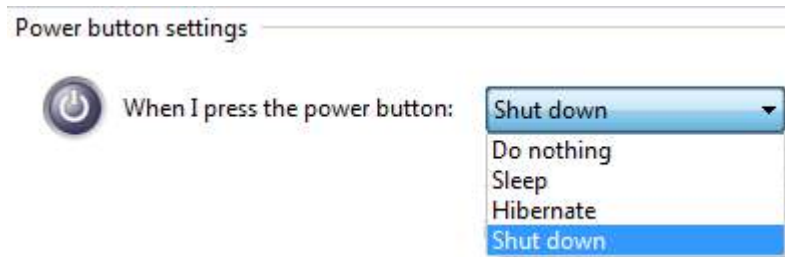 Power button settings
When I press the power button: Shut down
Do nothing
Sleep
Hibernate
Shut down